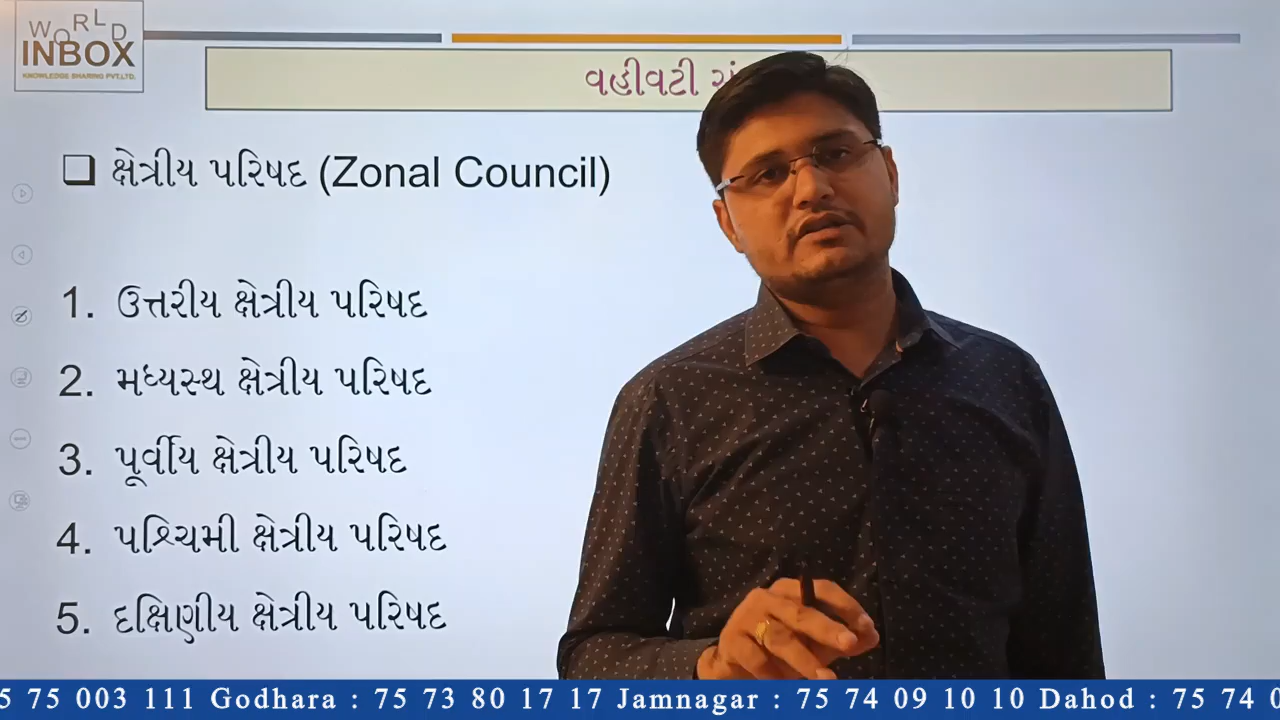 WORLD
INBOX
KNOWLEDGE SHARING PVT.LTD.
વહીવટી
❑ ક્ષેત્રીય પરિષદ (Zonal Council)
1. ઉત્તરીય ક્ષેત્રીય પરિષદ
2. મધ્યસ્થ ક્ષેત્રીય પરિષદ
3. પૂર્વીય ક્ષેત્રીય પરિષદ
4. પશ્ચિમી ક્ષેત્રીય પરિષદ
5. દક્ષિણીય ક્ષેત્રીય પરિષદ
5 75 003 111 Godhara : 75 73 80 17 17 Jamnagar : 75 74 09 10 10 Dahod : 75 74 0